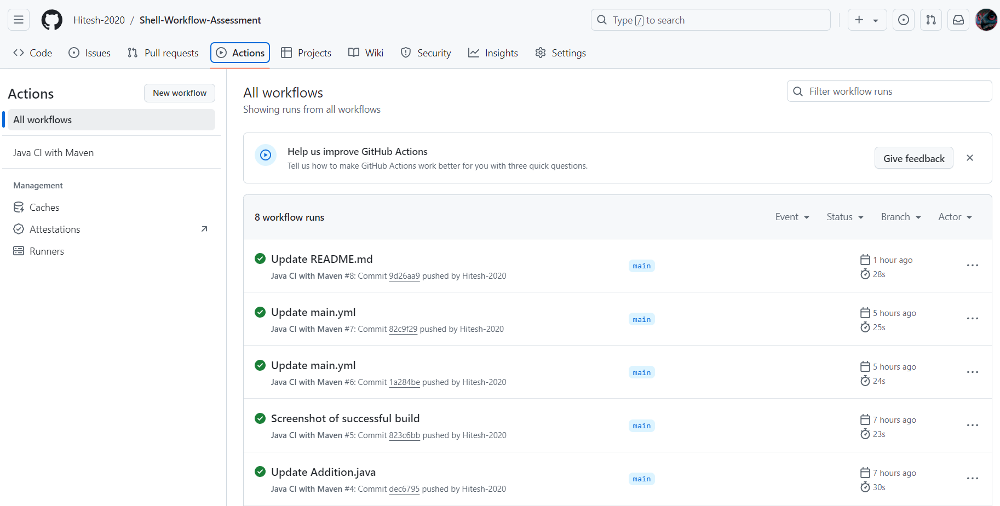 Hitesh-2020 / Shell-Workflow-Assessment
Type / to search
Code
Issues
Pull requests
Actions
Projects
Wiki
Security
Insights
Settings
Actions
New workflow
All workflows
Java CI with Maven
Management
Caches
Attestations
Runners
All workflows
Showing runs from all workflows
Filter workflow runs
Help us improve GitHub Actions
Tell us how to make GitHub Actions work better for you with three quick questions.
Give feedback
8 workflow runs
Event
Status
Branch
Actor
Update README.md
Java CI with Maven #8: Commit 9d26aa9 pushed by Hitesh-2020
main
1 hour ago
28s
Update main.yml
Java CI with Maven #7: Commit 82c9f29 pushed by Hitesh-2020
main
5 hours ago
25s
Update main.yml
Java CI with Maven #6: Commit 1a284be pushed by Hitesh-2020
main
5 hours ago
24s
Screenshot of successful build
Java CI with Maven #5: Commit 823c6bb pushed by Hitesh-2020
main
7 hours ago
23s
Update Addition.java
Java CI with Maven #4: Commit dec6795 pushed by Hitesh-2020
main
7 hours ago
30s